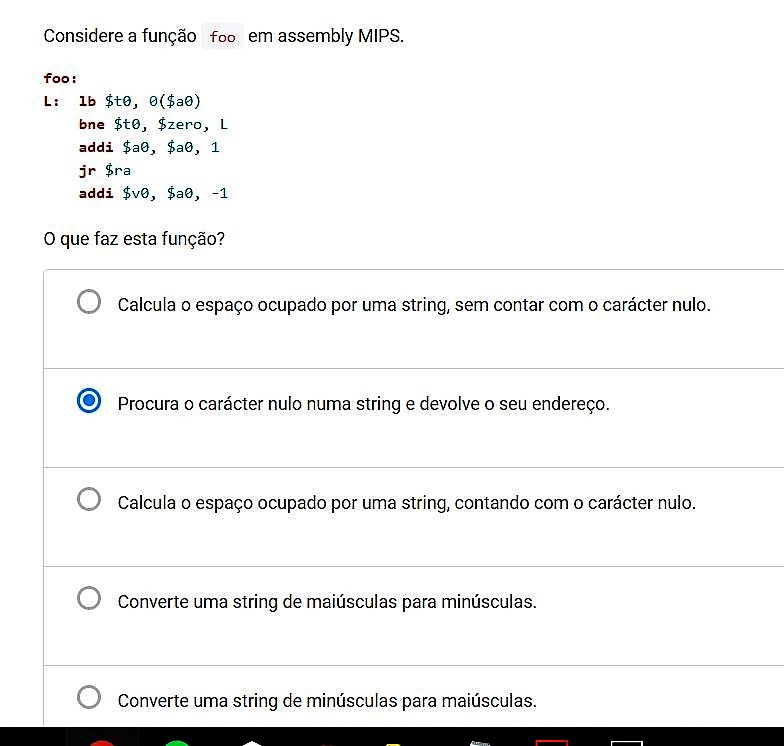 Considere a função foo em assembly MIPS.
foo:
L: lb $t0, 0($a0)
bne $t0, $zero, L
addi $a0, $a0, 1
jr $ra
addi $v0, $a0, -1
O que faz esta função?
Calcula o espaço ocupado por uma string, sem contar com o carácter nulo.
Procura o carácter nulo numa string e devolve o seu endereço.
Calcula o espaço ocupado por uma string, contando com o carácter nulo.
Converte uma string de maiúsculas para minúsculas.
Converte uma string de minúsculas para maiúsculas.